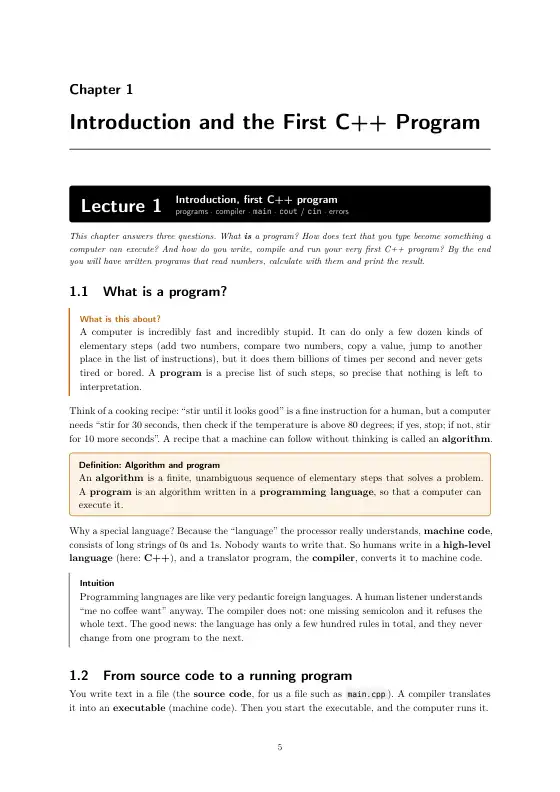 Chapter 1
Introduction and the First C++ Program
Lecture 1
Introduction, first C++ program
programs · compiler · main · cout / cin · errors
This chapter answers three questions. What is a program? How does text that you type become something a
computer can execute? And how do you write, compile and run your very first C++ program? By the end
you will have written programs that read numbers, calculate with them and print the result.
1.1 What is a program?
What is this about?
A computer is incredibly fast and incredibly stupid. It can do only a few dozen kinds of
elementary steps (add two numbers, compare two numbers, copy a value, jump to another
place in the list of instructions), but it does them billions of times per second and never gets
tired or bored. A program is a precise list of such steps, so precise that nothing is left to
interpretation.
Think of a cooking recipe: “stir until it looks good” is a fine instruction for a human, but a computer
needs “stir for 30 seconds, then check if the temperature is above 80 degrees; if yes, stop; if not, stir
for 10 more seconds”. A recipe that a machine can follow without thinking is called an algorithm.
Definition: Algorithm and program
An algorithm is a finite, unambiguous sequence of elementary steps that solves a problem.
A program is an algorithm written in a programming language, so that a computer can
execute it.
Why a special language? Because the “language” the processor really understands, machine code,
consists of long strings of 0s and 1s. Nobody wants to write that. So humans write in a high-level
language (here: C++), and a translator program, the compiler, converts it to machine code.
Intuition
Programming languages are like very pedantic foreign languages. A human listener understands
“me no coffee want” anyway. The compiler does not: one missing semicolon and it refuses the
whole text. The good news: the language has only a few hundred rules in total, and they never
change from one program to the next.
1.2 From source code to a running program
You write text in a file (the source code, for us a file such as main.cpp). A compiler translates
it into an executable (machine code). Then you start the executable, and the computer runs it.
5